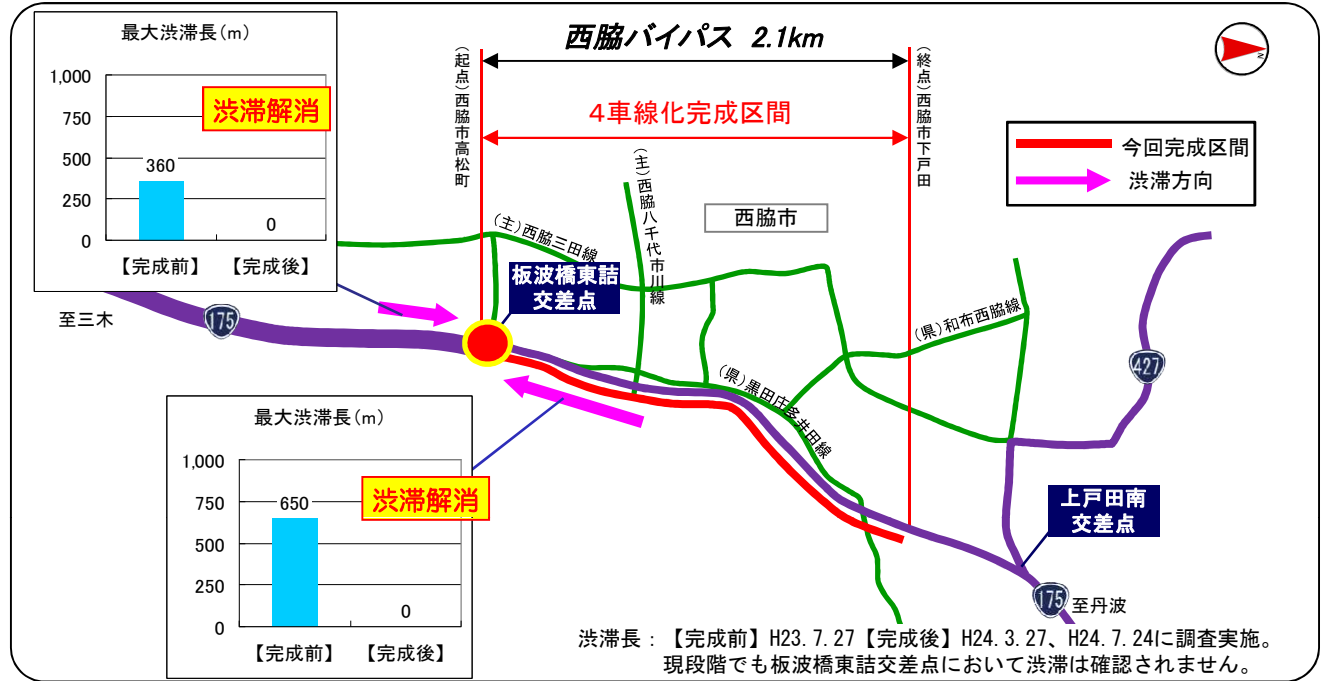 最大渋滞長(m)
1,000
750
500
250
0
渋滞解消
360
0
【完成前】 【完成後】
西脇バイパス 2.1km
4車線化完成区間
(起点)西脇市高松町
(終点)西脇市下戸田
N
今回完成区間
渋滞方向
西脇市
(主)西脇三田線
(主)西脇八千代市川線
板波橋東詰
交差点
至三木
175
(県)和布西脇線
(県)黒田庄多井田線
427
上戸田南
交差点
175
至丹波
最大渋滞長(m)
1,000
750
500
250
0
渋滞解消
650
0
【完成前】 【完成後】
渋滞長:【完成前】H23.7.27【完成後】H24.3.27、H24.7.24に調査実施。
現段階でも板波橋東詰交差点において渋滞は確認されません。